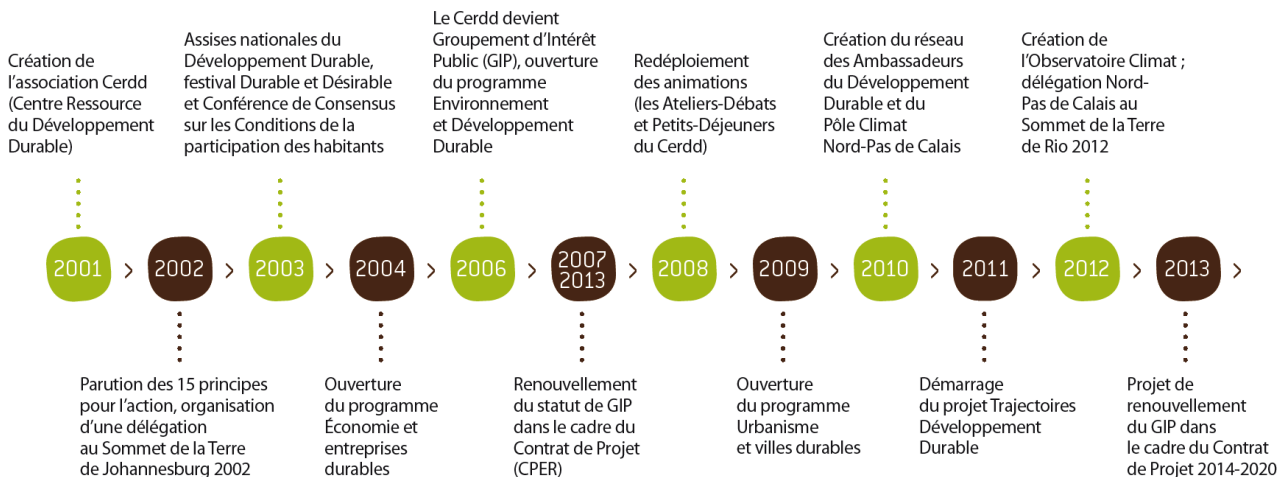 Création de
l'association Cerdd
(Centre Ressource
du Développement
Durable)
Assises nationales du
Développement Durable,
festival Durable et Désirable
et Conférence de Consensus
sur les Conditions de la
participation des habitants
Le Cerdd devient
Groupement d'Intérêt
Public (GIP), ouverture
du programme
Environnement
et Développement
Durable
Redéploiement
des animations
(les Ateliers-Débats
et Petits-Déjeuners
du Cerdd)
Création du réseau
des Ambassadeurs
du Développement
Durable et du
Pôle Climat
Nord-Pas de Calais
Création de
l'Observatoire Climat ;
délégation Nord-
Pas de Calais au
Sommet de la Terre
de Rio 2012
2001 > 2002 > 2003 > 2004 > 2006 > 2007 2013 > 2008 > 2009 > 2010 > 2011 > 2012 > 2013 >
Parution des 15 principes
pour l'action, organisation
d'une délégation
au Sommet de la Terre
de Johannesburg 2002
Ouverture
du programme
Économie et
entreprises
durables
Renouvellement
du statut de GIP
dans le cadre du
Contrat de Projet
(CPER)
Ouverture
du programme
Urbanisme
et villes durables
Démarrage
du projet Trajectoires
Développement
Durable
Projet de
renouvellement
du GIP dans
le cadre du Contrat
de Projet 2014-2020